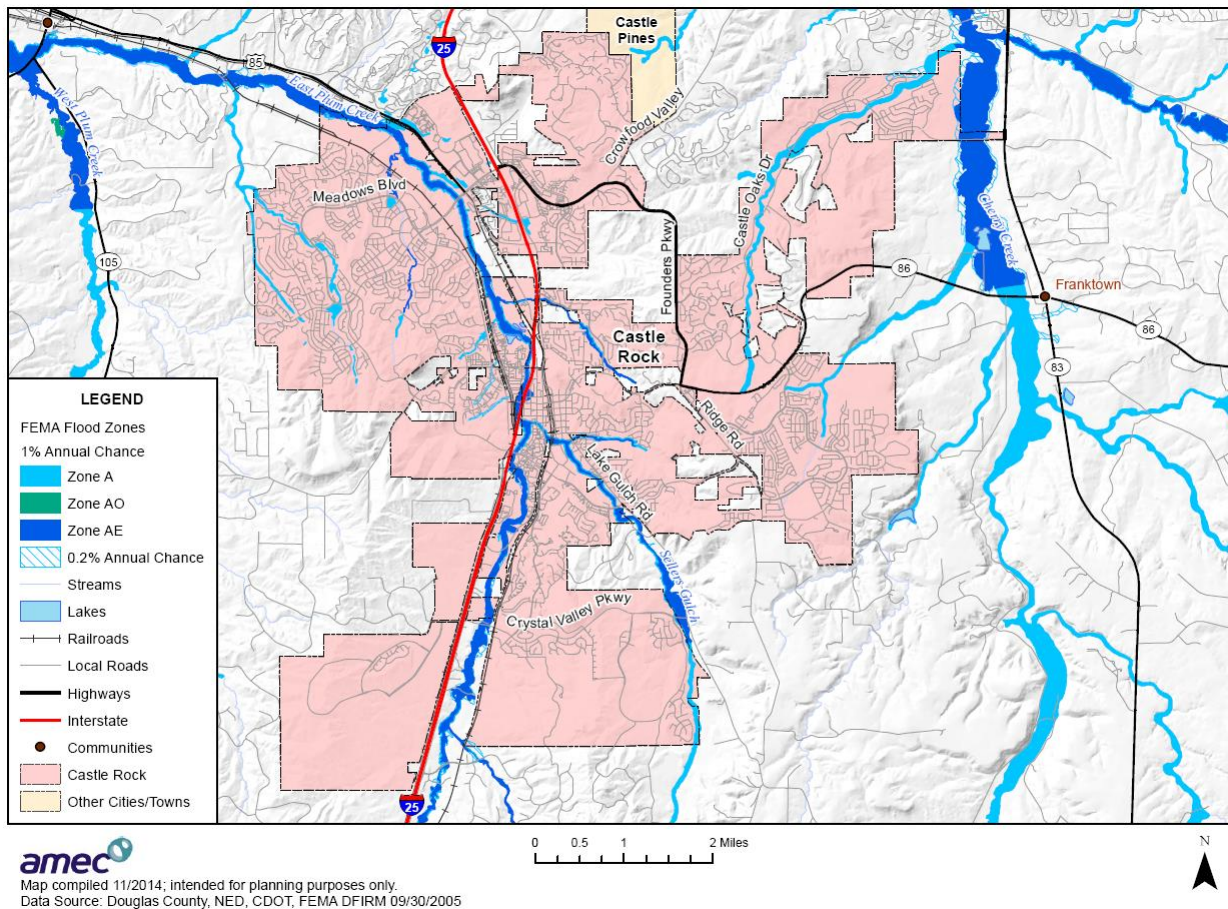 Castle
Pines
25
85
East Plum Creek
West Plum Creek
Crowfood Valley
Meadows Blvd
Castle Oaks Dr
Cherry Creek
105
Founders Pkwy
86
Franktown
86
Castle
Rock
83
Ridge Rd
Lake Gulch Rd
Sellers Gulch
Crystal Valley Pkwy
25
LEGEND
FEMA Flood Zones
1% Annual Chance
Zone A
Zone AO
Zone AE
0.2% Annual Chance
Streams
Lakes
Railroads
Local Roads
Highways
Interstate
Communities
Castle Rock
Other Cities/Towns
0 0.5 1 2 Miles
N
amec
Map compiled 11/2014; intended for planning purposes only.
Data Source: Douglas County, NED, CDOT, FEMA DFIRM 09/30/2005